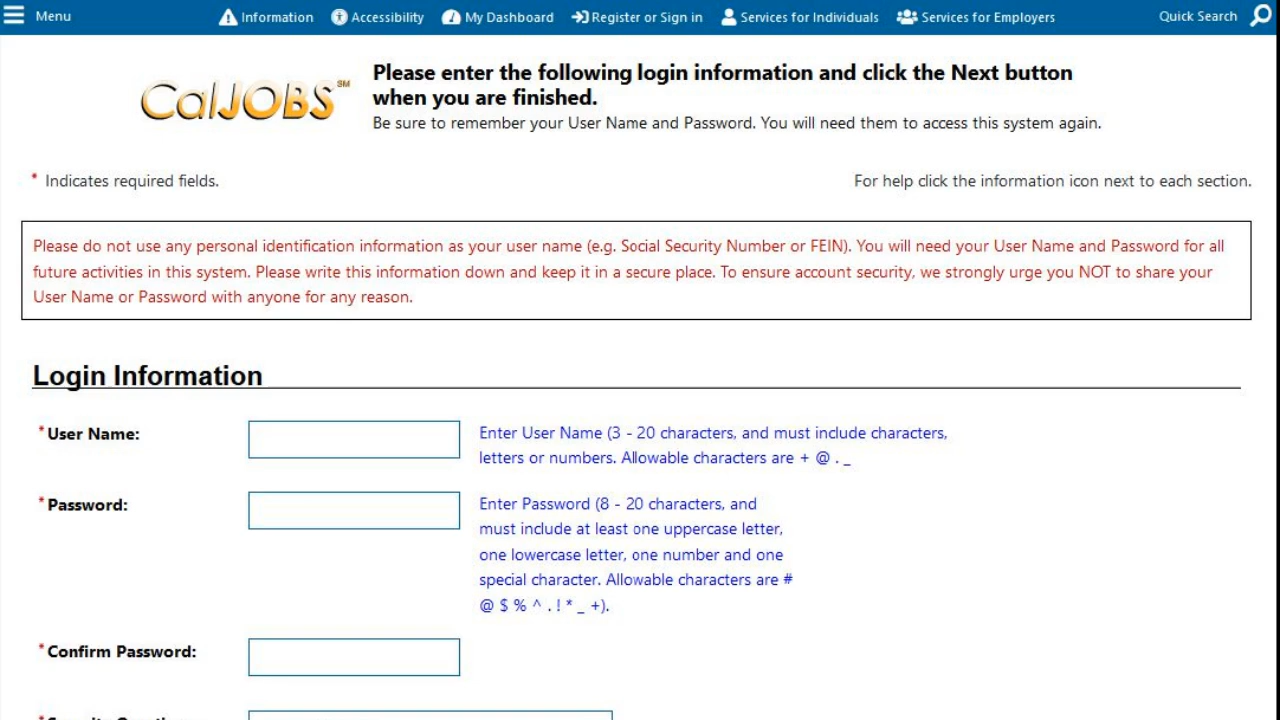 Menu Information Accessibility My Dashboard Register or Sign in Services for Individuals Services for Employers Quick Search
CalJOBS SM
Please enter the following login information and click the Next button
when you are finished.
Be sure to remember your User Name and Password. You will need them to access this system again.
* Indicates required fields. For help click the information icon next to each section.
Please do not use any personal identification information as your user name (e.g. Social Security Number or FEIN). You will need your User Name and Password for all
future activities in this system. Please write this information down and keep it in a secure place. To ensure account security, we strongly urge you NOT to share your
User Name or Password with anyone for any reason.
Login Information
* User Name: Enter User Name (3 - 20 characters, and must include characters,
letters or numbers. Allowable characters are + @ . _
* Password: Enter Password (8 - 20 characters, and
must include at least one uppercase letter,
one lowercase letter, one number and one
special character. Allowable characters are #
@ $ % ^ . ! * _ +).
* Confirm Password: